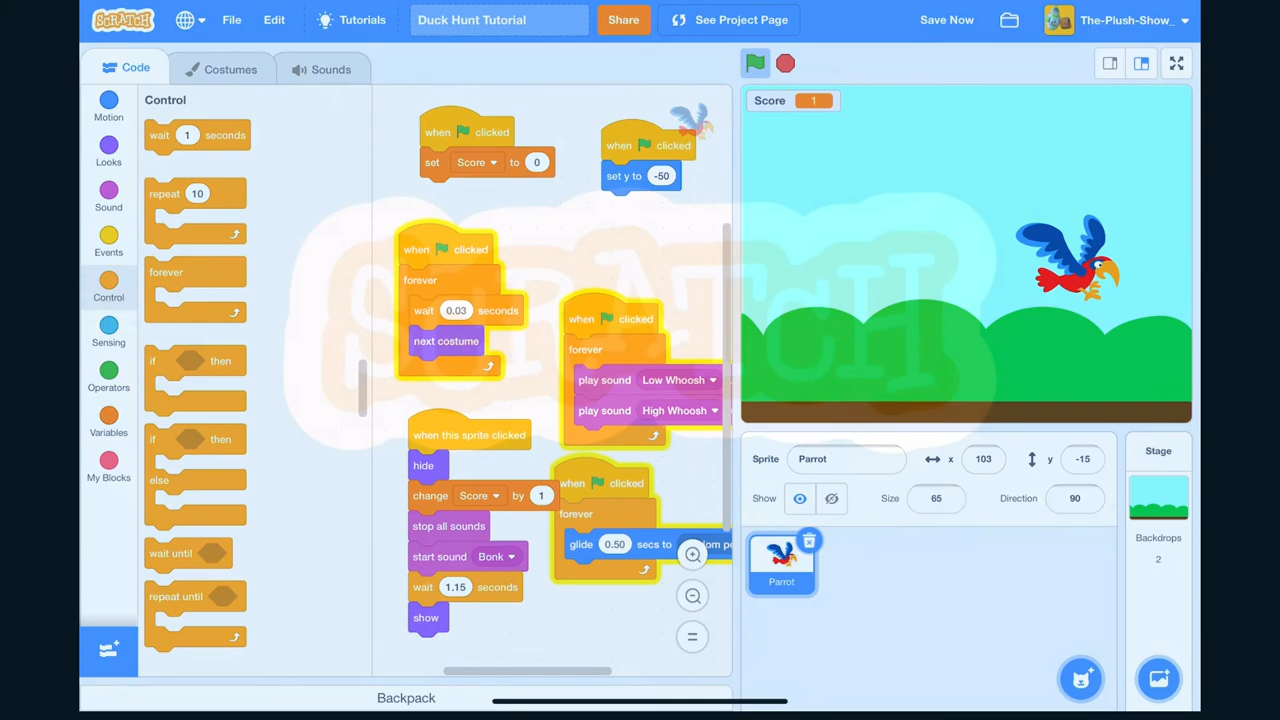 SCRATCH
File
Edit
Tutorials
Duck Hunt Tutorial
Share
See Project Page
Save Now
The-Plush-Show_
Code
Costumes
Sounds
Motion
Looks
Sound
Events
Control
Sensing
Operators
Variables
My Blocks
Control
wait 1 seconds
repeat 10
forever
if then
if then
else
wait until
repeat until
when clicked
set Score to 0
when clicked
set y to -50
when clicked
forever
wait 0.03 seconds
next costume
when clicked
forever
play sound Low Whoosh
play sound High Whoosh
when this sprite clicked
hide
change Score by 1
stop all sounds
start sound Bonk
wait 1.15 seconds
show
when clicked
forever
glide 0.50 secs to
SCRATCH
Backpack
Score 1
Sprite Parrot x 103 y -15
Show Size 65 Direction 90
Parrot
Stage
Backdrops
2